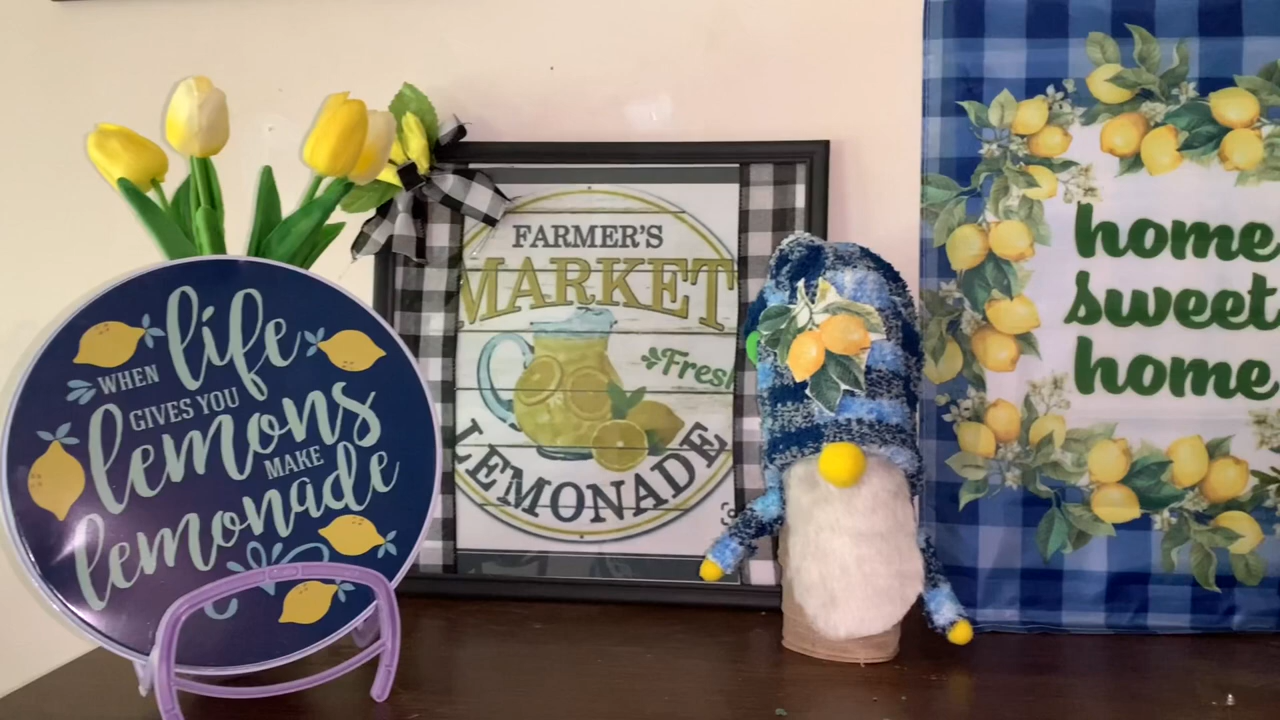 WHEN life
GIVES YOU
lemons
MAKE
lemonade
FARMER'S
MARKET
Fresh
LEMONADE
home
sweet
home